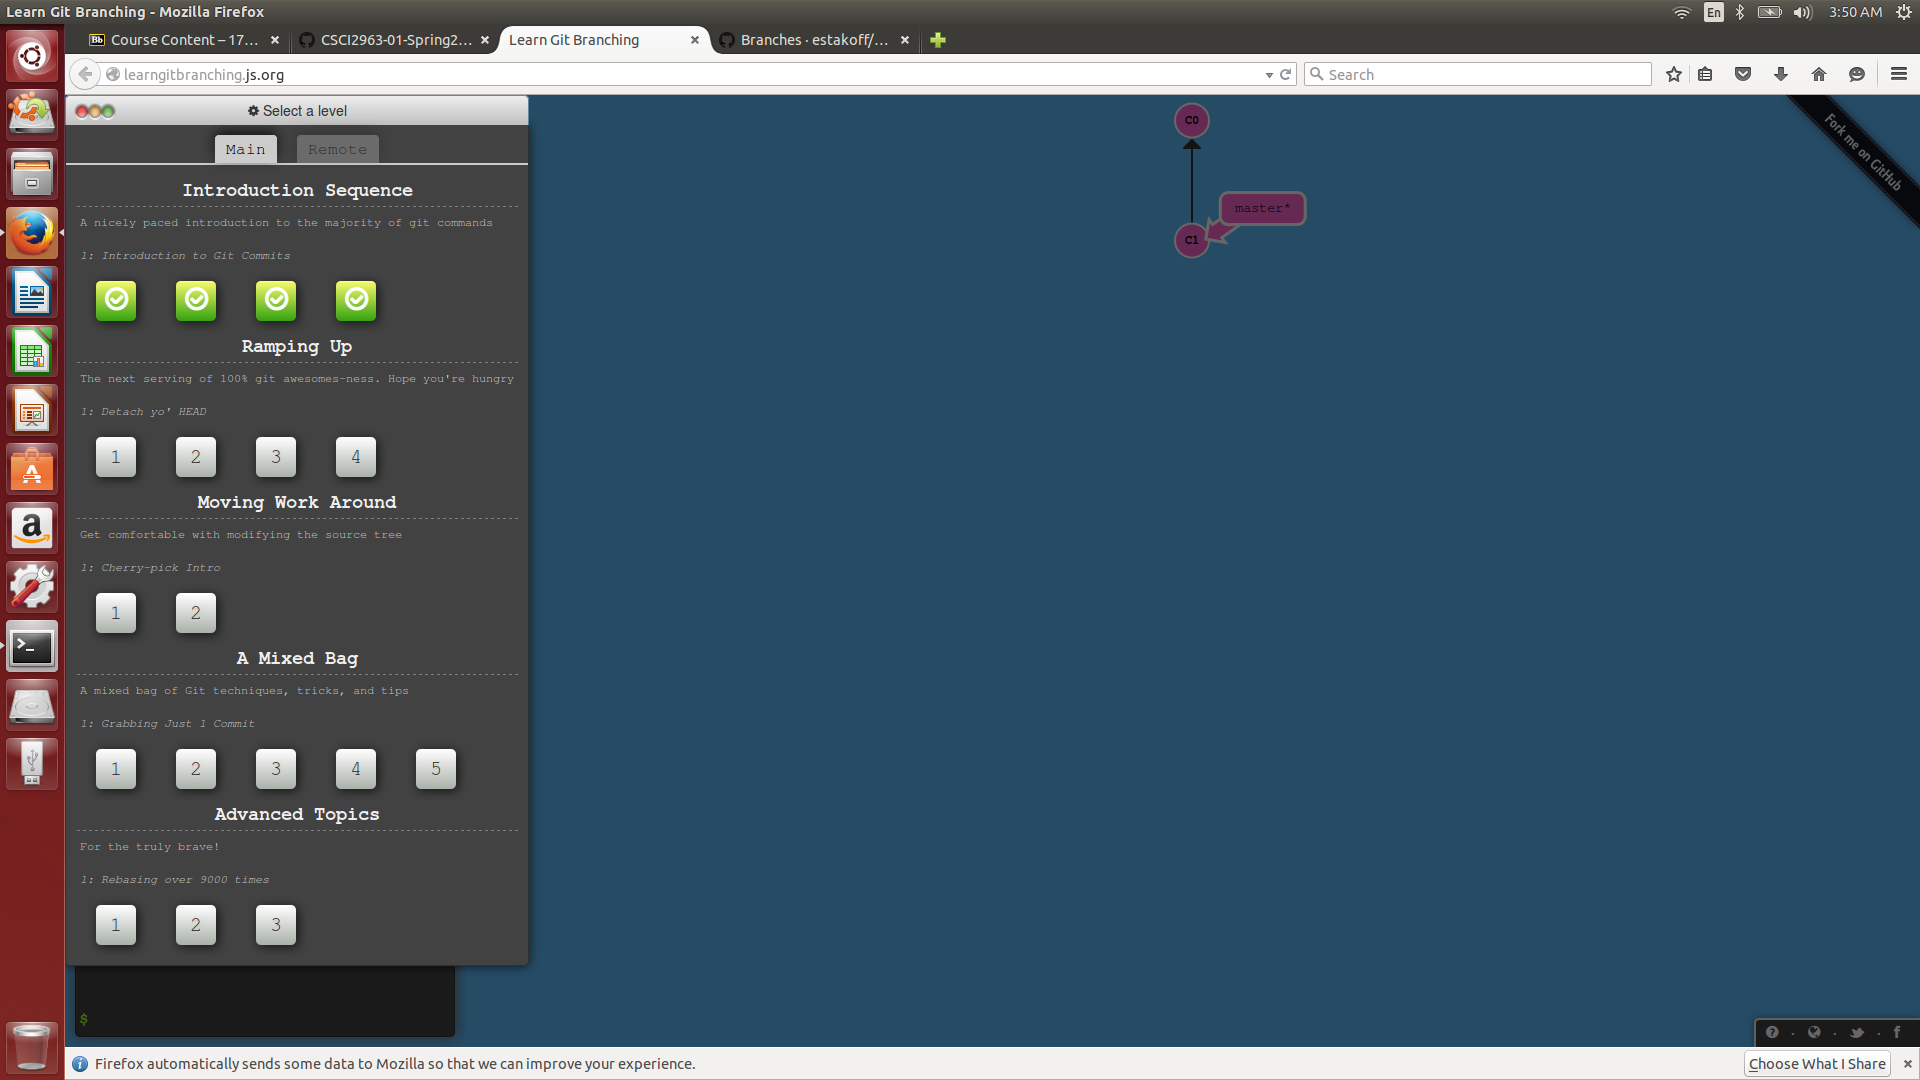 Learn Git Branching - Mozilla Firefox
En
3:50 AM
Bb Course Content – 17...
CSCI2963-01-Spring2...
Learn Git Branching
Branches · estakoff/...
learngitbranching.js.org
Search
Select a level
Main
Remote
Introduction Sequence
A nicely paced introduction to the majority of git commands
1: Introduction to Git Commits
Ramping Up
The next serving of 100% git awesomes-ness. Hope you're hungry
1: Detach yo' HEAD
1 2 3 4
Moving Work Around
Get comfortable with modifying the source tree
1: Cherry-pick Intro
1 2
A Mixed Bag
A mixed bag of Git techniques, tricks, and tips
1: Grabbing Just 1 Commit
1 2 3 4 5
Advanced Topics
For the truly brave!
1: Rebasing over 9000 times
1 2 3
$
C0
master*
C1
Fork me on GitHub
Firefox automatically sends some data to Mozilla so that we can improve your experience.
Choose What I Share